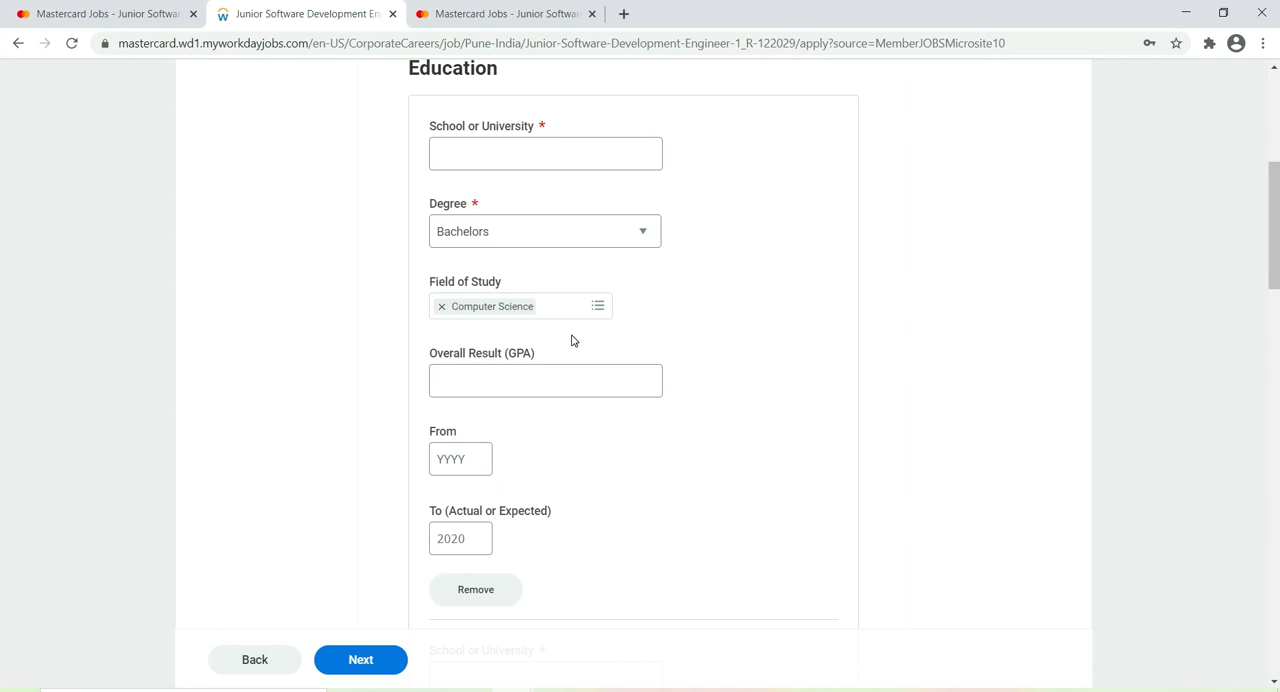 Mastercard Jobs - Junior Softwar
Junior Software Development En
Mastercard Jobs - Junior Softwar
mastercard.wd1.myworkdayjobs.com/en-US/CorporateCareers/job/Pune-India/Junior-Software-Development-Engineer-1_R-122029/apply?source=MemberJOBSMicrosite10
Education
School or University *
Degree *
Bachelors
Field of Study
× Computer Science
Overall Result (GPA)
From
YYYY
To (Actual or Expected)
2020
Remove
School or University *
Back
Next